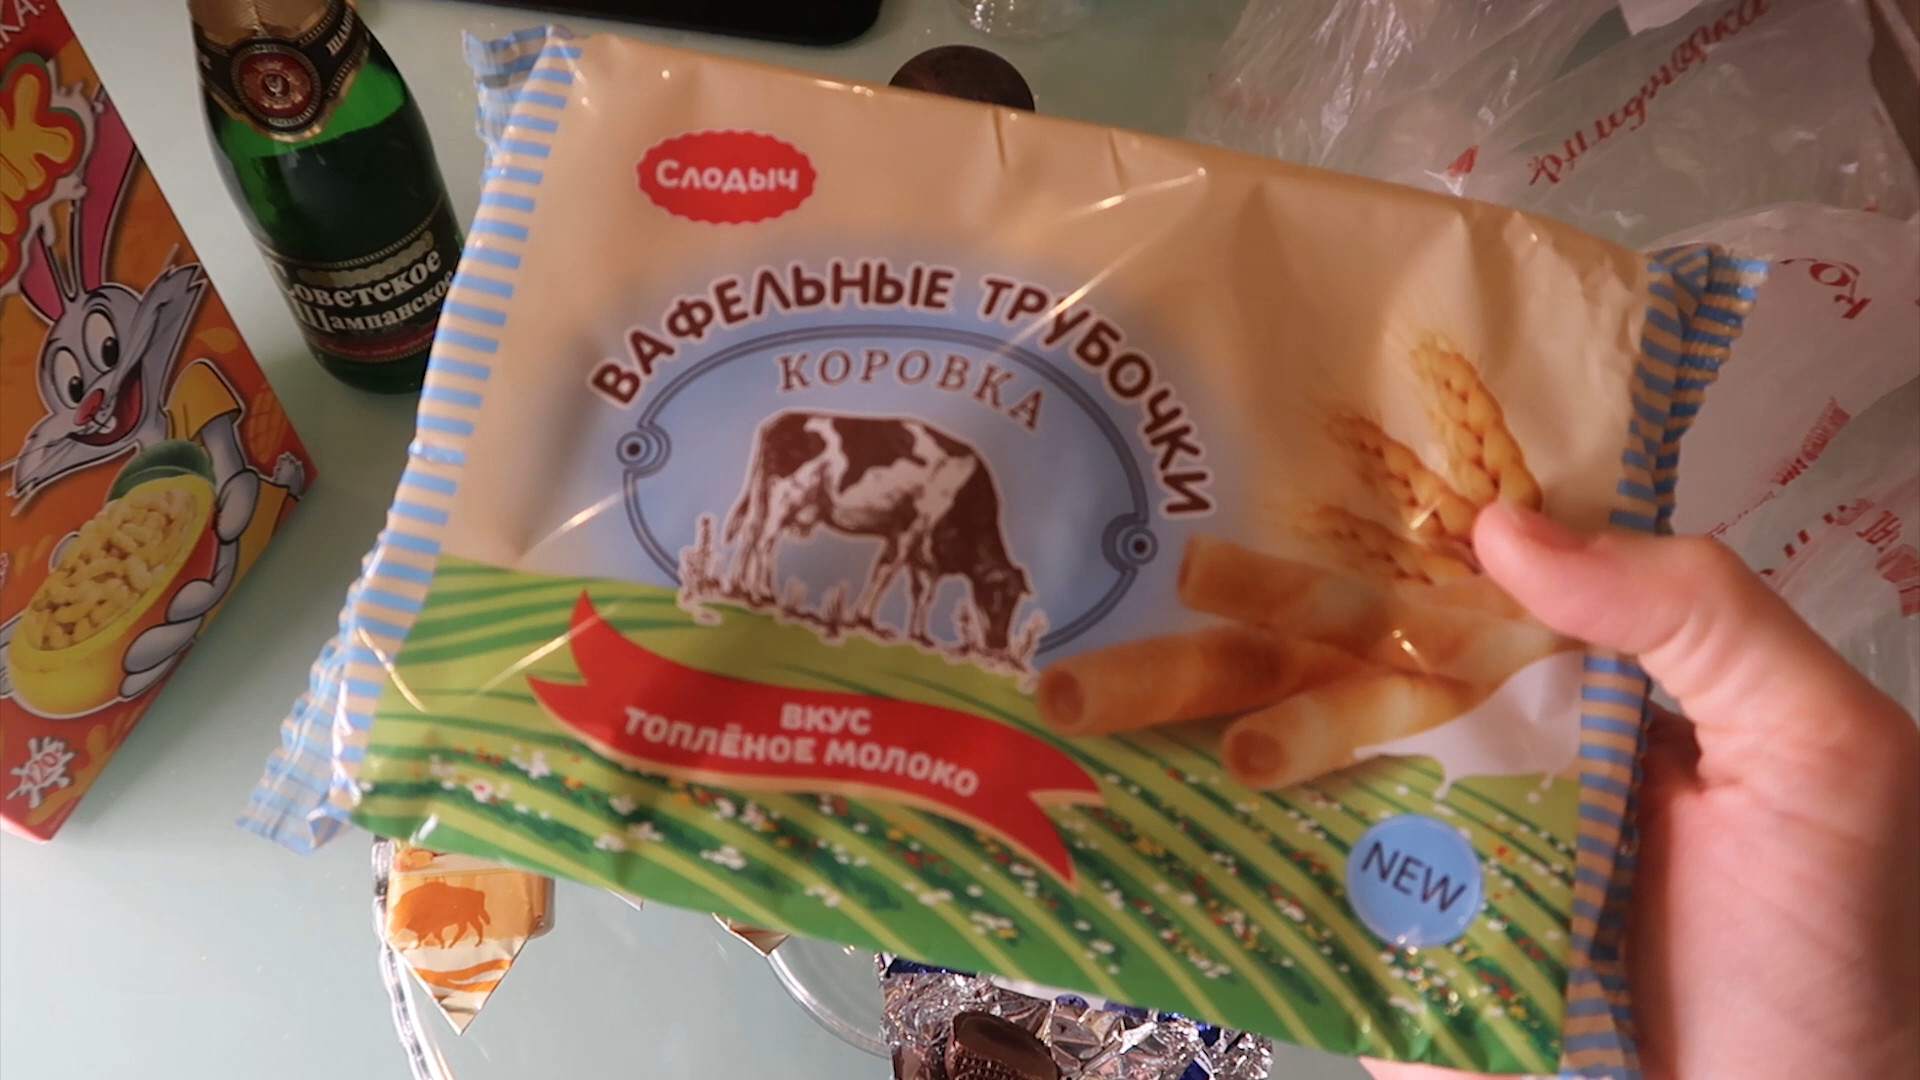 Слодыч
ВАФЕЛЬНЫЕ ТРУБОЧКИ
КОРОВКА
ВКУС
ТОПЛЁНОЕ МОЛОКО
NEW
Советское
Шампанское